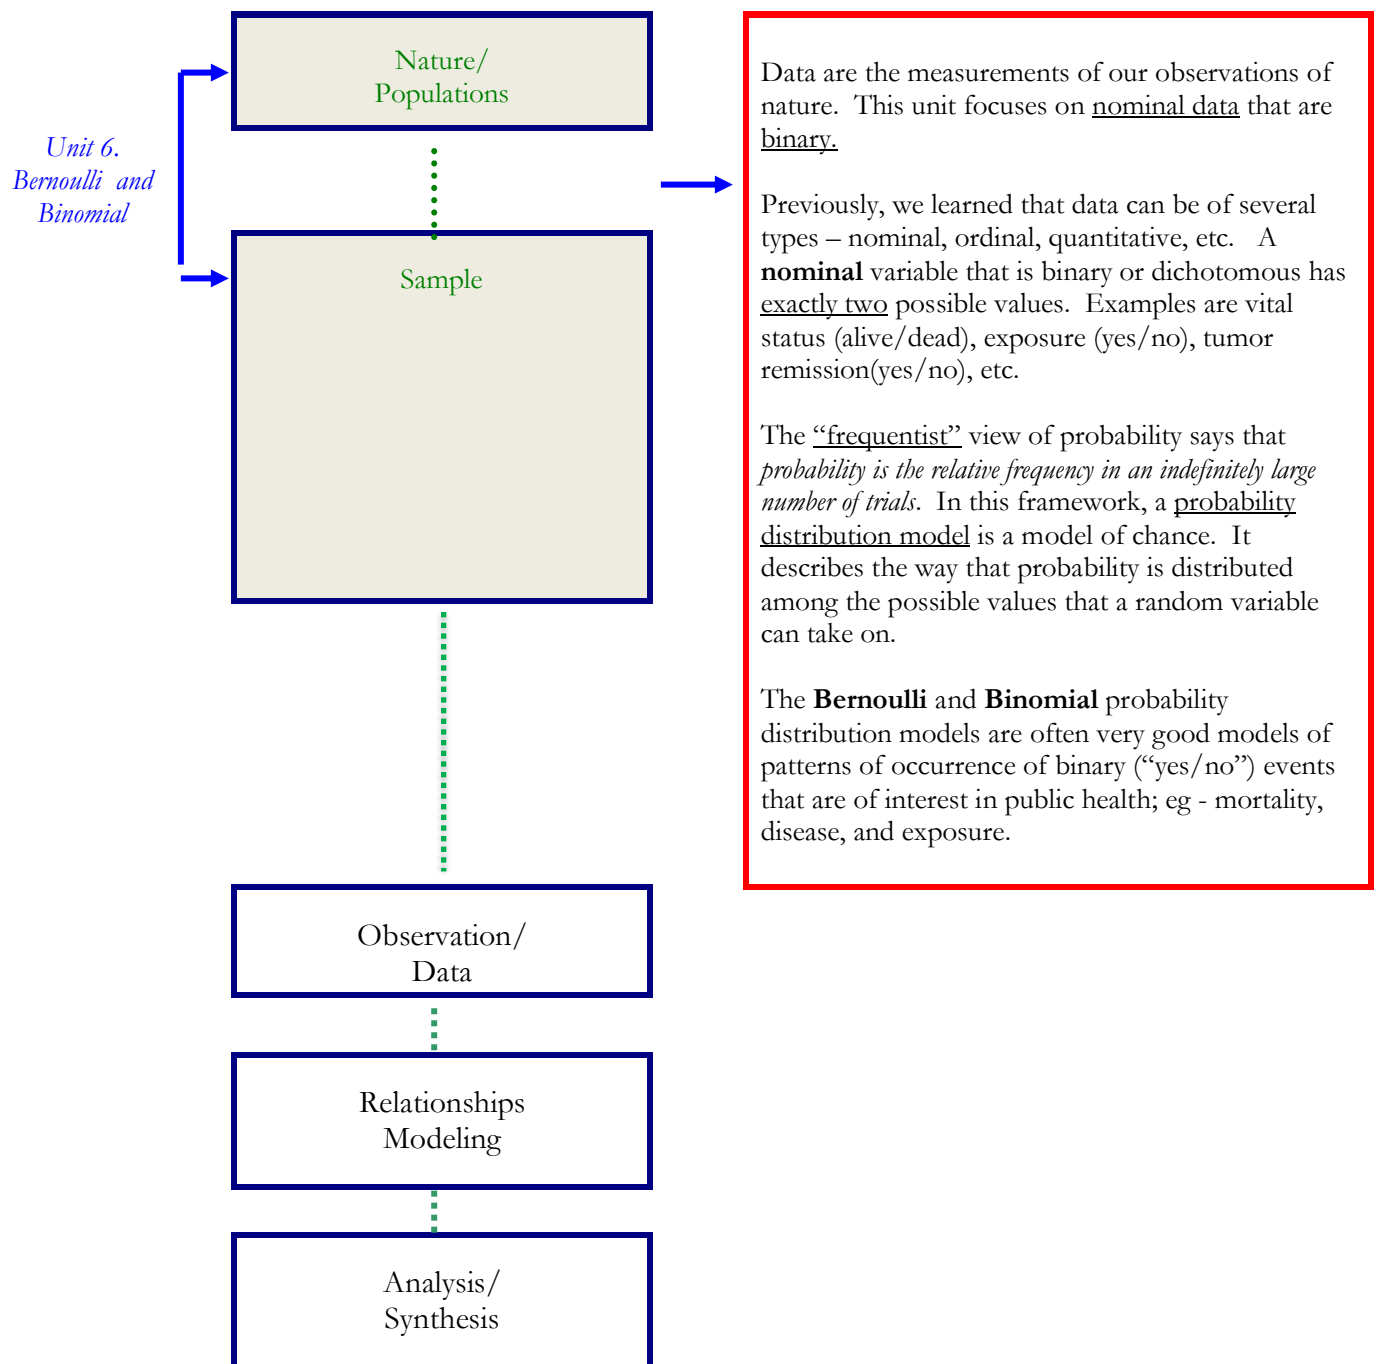 Nature/
Populations
Unit 6.
Bernoulli and
Binomial
Sample
Observation/
Data
Relationships
Modeling
Analysis/
Synthesis
Data are the measurements of our observations of
nature. This unit focuses on nominal data that are
binary.
Previously, we learned that data can be of several
types – nominal, ordinal, quantitative, etc. A
nominal variable that is binary or dichotomous has
exactly two possible values. Examples are vital
status (alive/dead), exposure (yes/no), tumor
remission(yes/no), etc.
The “frequentist” view of probability says that
probability is the relative frequency in an indefinitely large
number of trials. In this framework, a probability
distribution model is a model of chance. It
describes the way that probability is distributed
among the possible values that a random variable
can take on.
The Bernoulli and Binomial probability
distribution models are often very good models of
patterns of occurrence of binary (“yes/no”) events
that are of interest in public health; eg - mortality,
disease, and exposure.